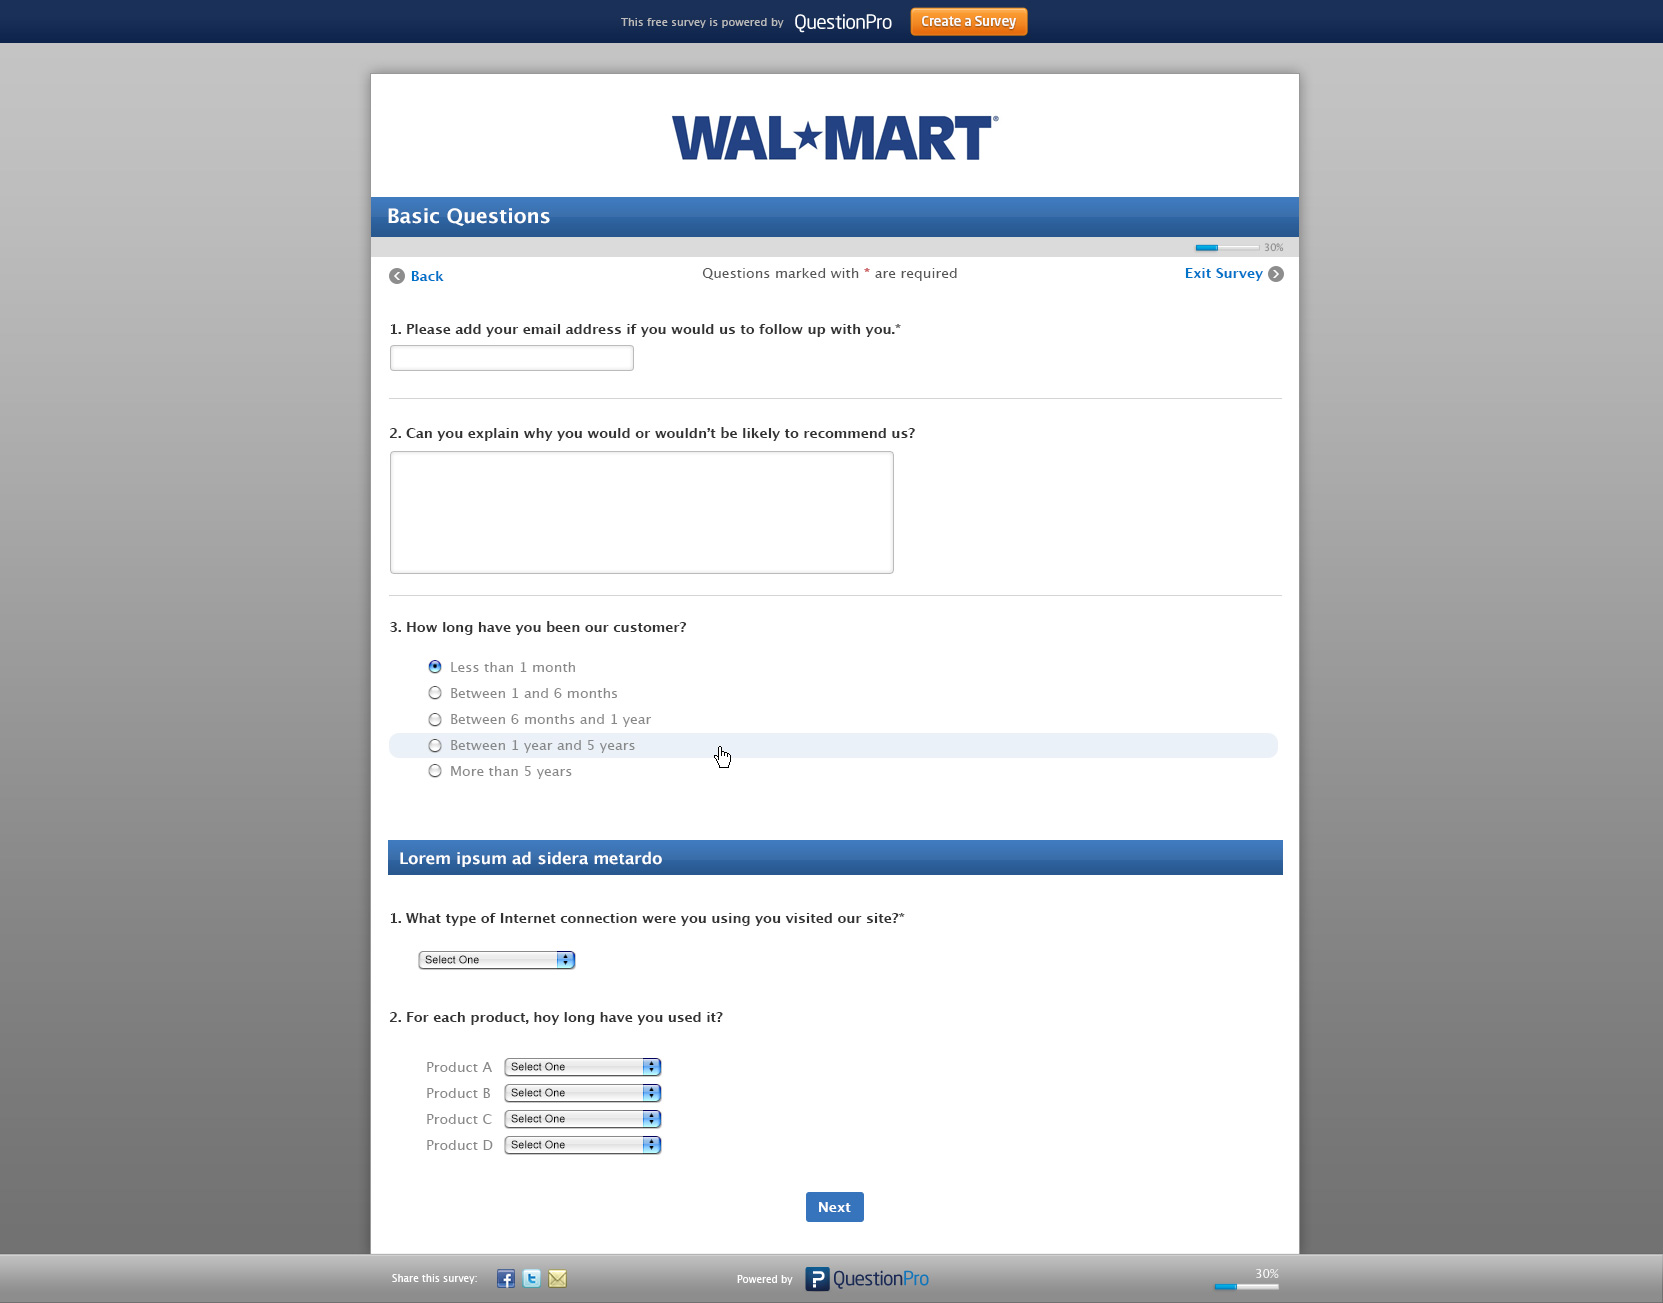 This free survey is powered by QuestionPro Create a Survey
WAL★MART®
Basic Questions
30%
Back Questions marked with * are required Exit Survey
1. Please add your email address if you would us to follow up with you.*
2. Can you explain why you would or wouldn't be likely to recommend us?
3. How long have you been our customer?
Less than 1 month
Between 1 and 6 months
Between 6 months and 1 year
Between 1 year and 5 years
More than 5 years
Lorem ipsum ad sidera metardo
1. What type of Internet connection were you using you visited our site?*
Select One
2. For each product, hoy long have you used it?
Product A Select One
Product B Select One
Product C Select One
Product D Select One
Next
Share this survey: Powered by QuestionPro 30%